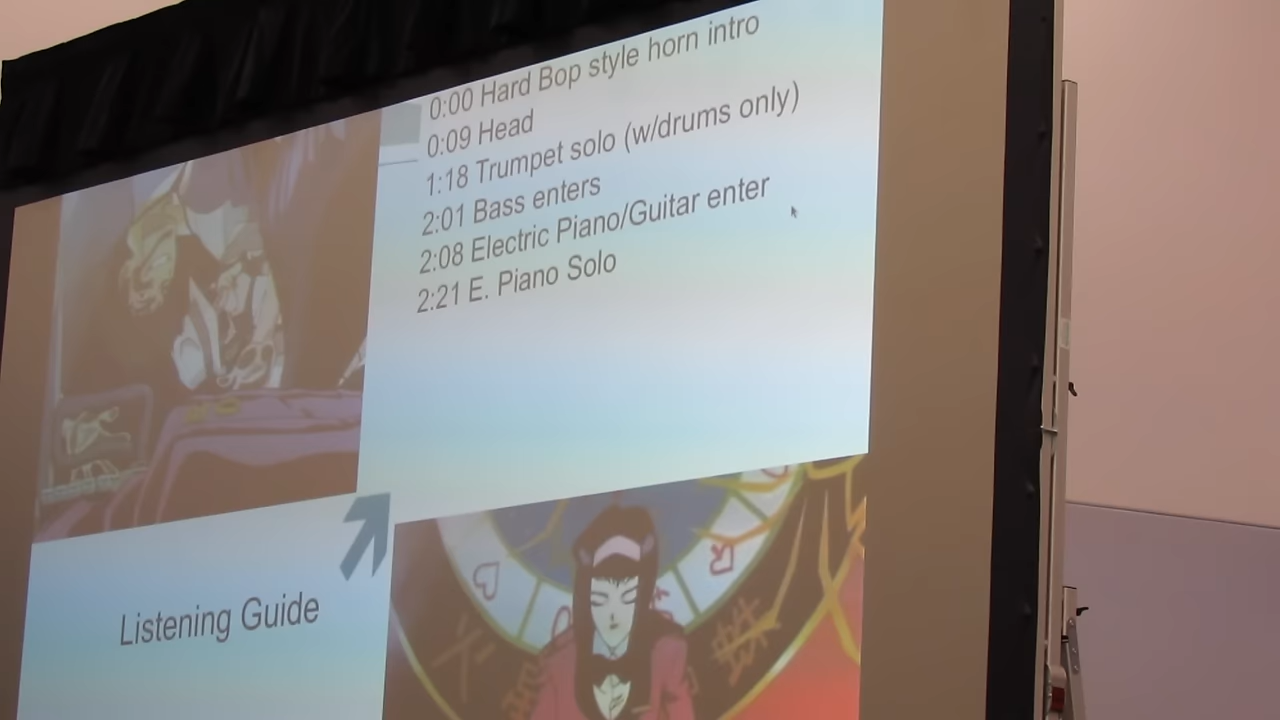 0:00 Hard Bop style horn intro
0:09 Head
1:18 Trumpet solo (w/drums only)
2:01 Bass enters
2:08 Electric Piano/Guitar enter
2:21 E. Piano Solo
Listening Guide